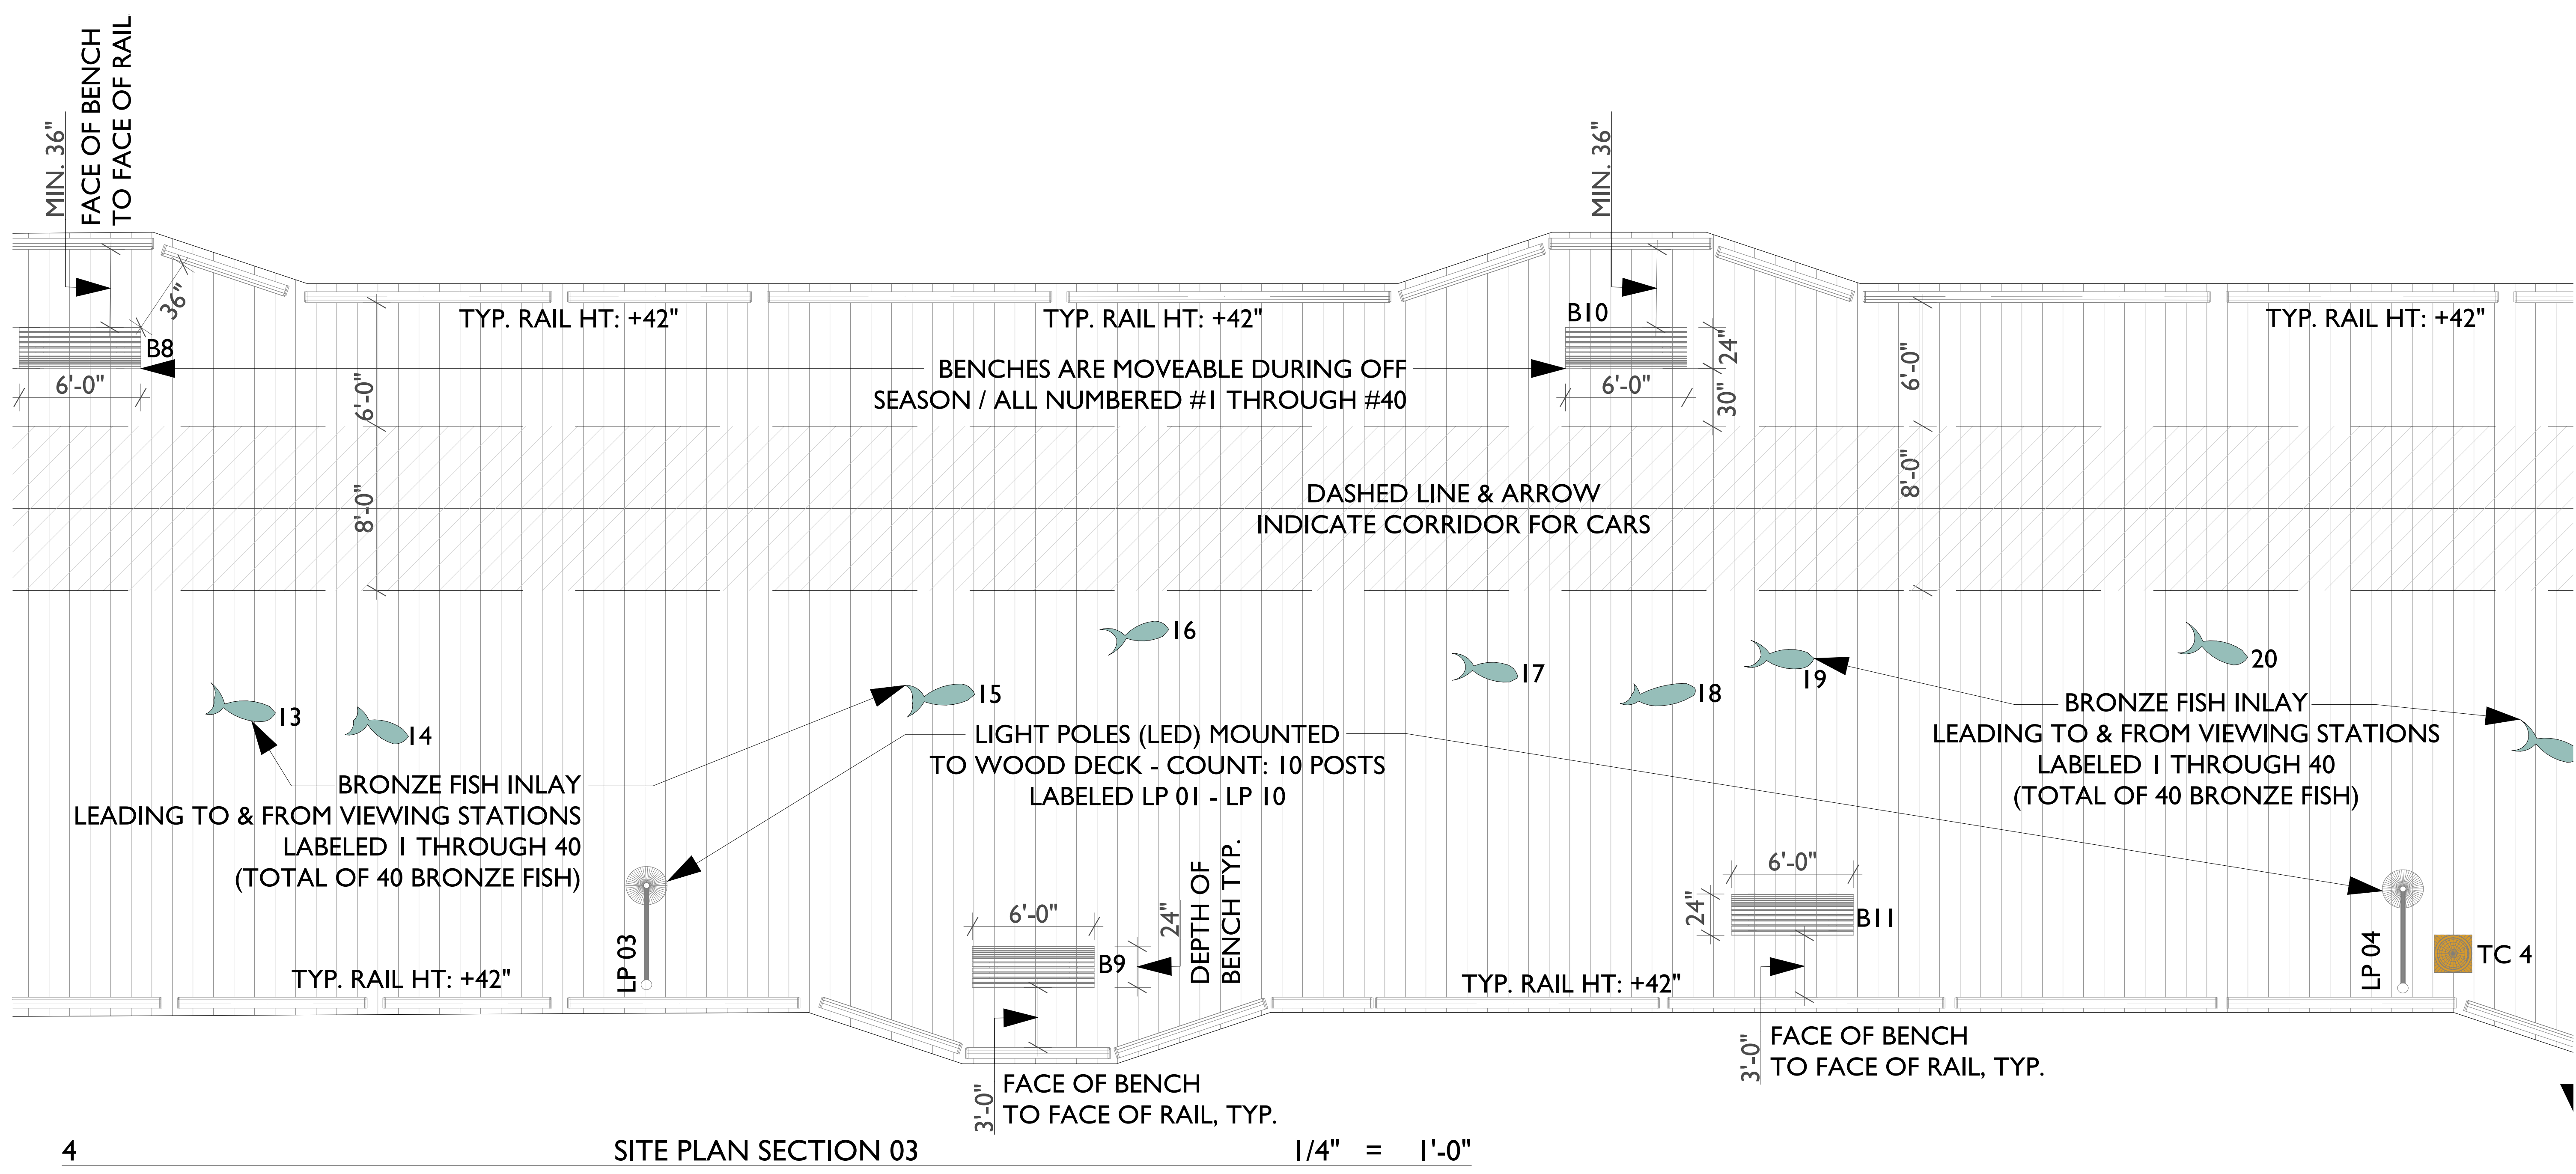 MIN. 36"
FACE OF BENCH
TO FACE OF RAIL
MIN. 36"
36"
TYP. RAIL HT: +42"
TYP. RAIL HT: +42"
TYP. RAIL HT: +42"
B8
B10
6'-0"
6'-0"
BENCHES ARE MOVEABLE DURING OFF
SEASON / ALL NUMBERED #1 THROUGH #40
24"
6'-0"
30"
6'-0"
8'-0"
DASHED LINE & ARROW
INDICATE CORRIDOR FOR CARS
8'-0"
13
14
15
16
17
18
19
20
BRONZE FISH INLAY
LEADING TO & FROM VIEWING STATIONS
LABELED 1 THROUGH 40
(TOTAL OF 40 BRONZE FISH)
LIGHT POLES (LED) MOUNTED
TO WOOD DECK - COUNT: 10 POSTS
LABELED LP 01 - LP 10
BRONZE FISH INLAY
LEADING TO & FROM VIEWING STATIONS
LABELED 1 THROUGH 40
(TOTAL OF 40 BRONZE FISH)
LP 03
TYP. RAIL HT: +42"
6'-0"
B9
24"
DEPTH OF
BENCH TYP.
6'-0"
24"
B11
TYP. RAIL HT: +42"
LP 04
TC 4
3'-0"
FACE OF BENCH
TO FACE OF RAIL, TYP.
3'-0"
FACE OF BENCH
TO FACE OF RAIL, TYP.
4 SITE PLAN SECTION 03 1/4" = 1'-0"